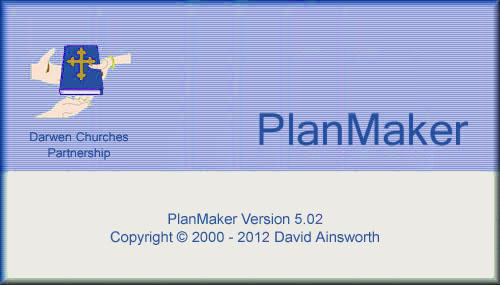 Darwen Churches
Partnership
PlanMaker
PlanMaker Version 5.02
Copyright © 2000 - 2012 David Ainsworth